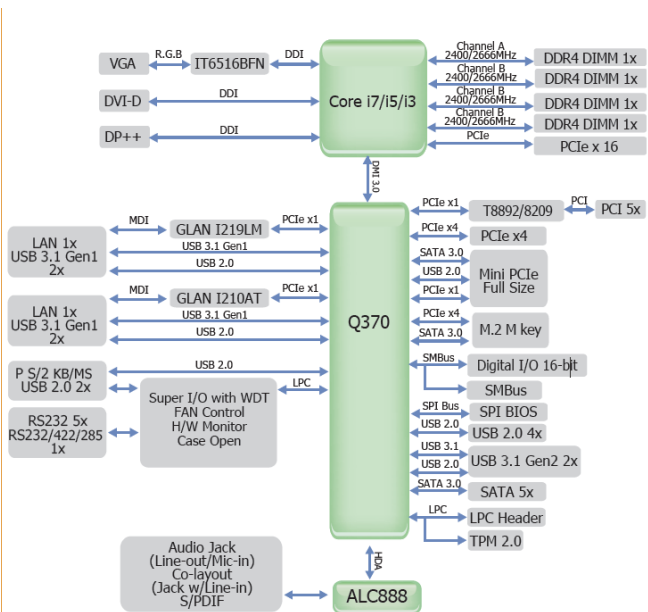 VGA
R.G.B
IT6516BFN
DDI
DVI-D
DDI
DP++
DDI
Core i7/i5/i3
Channel A
2400/2666MHz
DDR4 DIMM 1x
Channel B
2400/2666MHz
DDR4 DIMM 1x
Channel B
2400/2666MHz
DDR4 DIMM 1x
Channel B
2400/2666MHz
DDR4 DIMM 1x
PCIe
PCIe x 16
DMI 3.0
Q370
LAN 1x
USB 3.1 Gen1
2x
MDI
GLAN I219LM
PCIe x1
USB 3.1 Gen1
USB 2.0
LAN 1x
USB 3.1 Gen1
2x
MDI
GLAN I210AT
PCIe x1
USB 3.1 Gen1
USB 2.0
P S/2 KB/MS
USB 2.0 2x
USB 2.0
LPC
Super I/O with WDT
FAN Control
H/W Monitor
Case Open
RS232 5x
RS232/422/285
1x
PCIe x1
T8892/8209
PCI
PCI 5x
PCIe x4
PCIe x4
SATA 3.0
USB 2.0
PCIe x1
Mini PCIe
Full Size
PCIe x4
SATA 3.0
M.2 M key
SMBus
Digital I/O 16-bit
SMBus
SPI Bus
SPI BIOS
USB 2.0
USB 2.0 4x
USB 3.1
USB 2.0
USB 3.1 Gen2 2x
SATA 3.0
SATA 5x
LPC
LPC Header
TPM 2.0
HDA
Audio Jack
(Line-out/Mic-in)
Co-layout
(Jack w/Line-in)
S/PDIF
ALC888